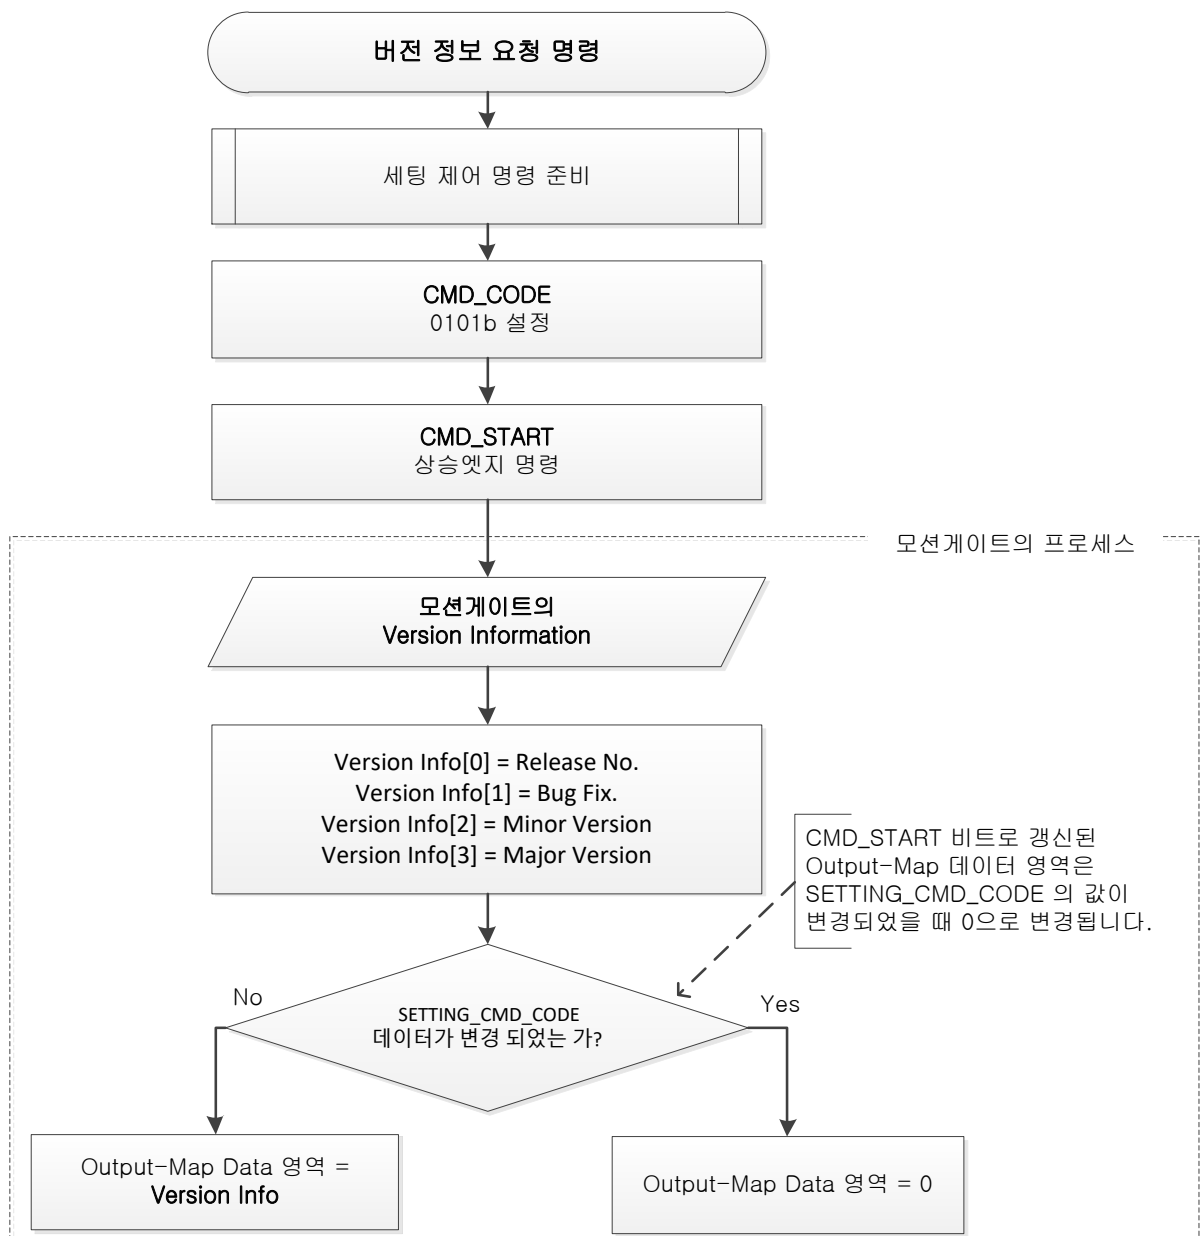 버전 정보 요청 명령
세팅 제어 명령 준비
CMD_CODE
0101b 설정
CMD_START
상승엣지 명령
모션게이트의 프로세스
모션게이트의
Version Information
Version Info[0] = Release No.
Version Info[1] = Bug Fix.
Version Info[2] = Minor Version
Version Info[3] = Major Version
CMD_START 비트로 갱신된
Output-Map 데이터 영역은
SETTING_CMD_CODE 의 값이
변경되었을 때 0으로 변경됩니다.
No
Yes
SETTING_CMD_CODE
데이터가 변경 되었는 가?
Output-Map Data 영역 =
Version Info
Output-Map Data 영역 = 0